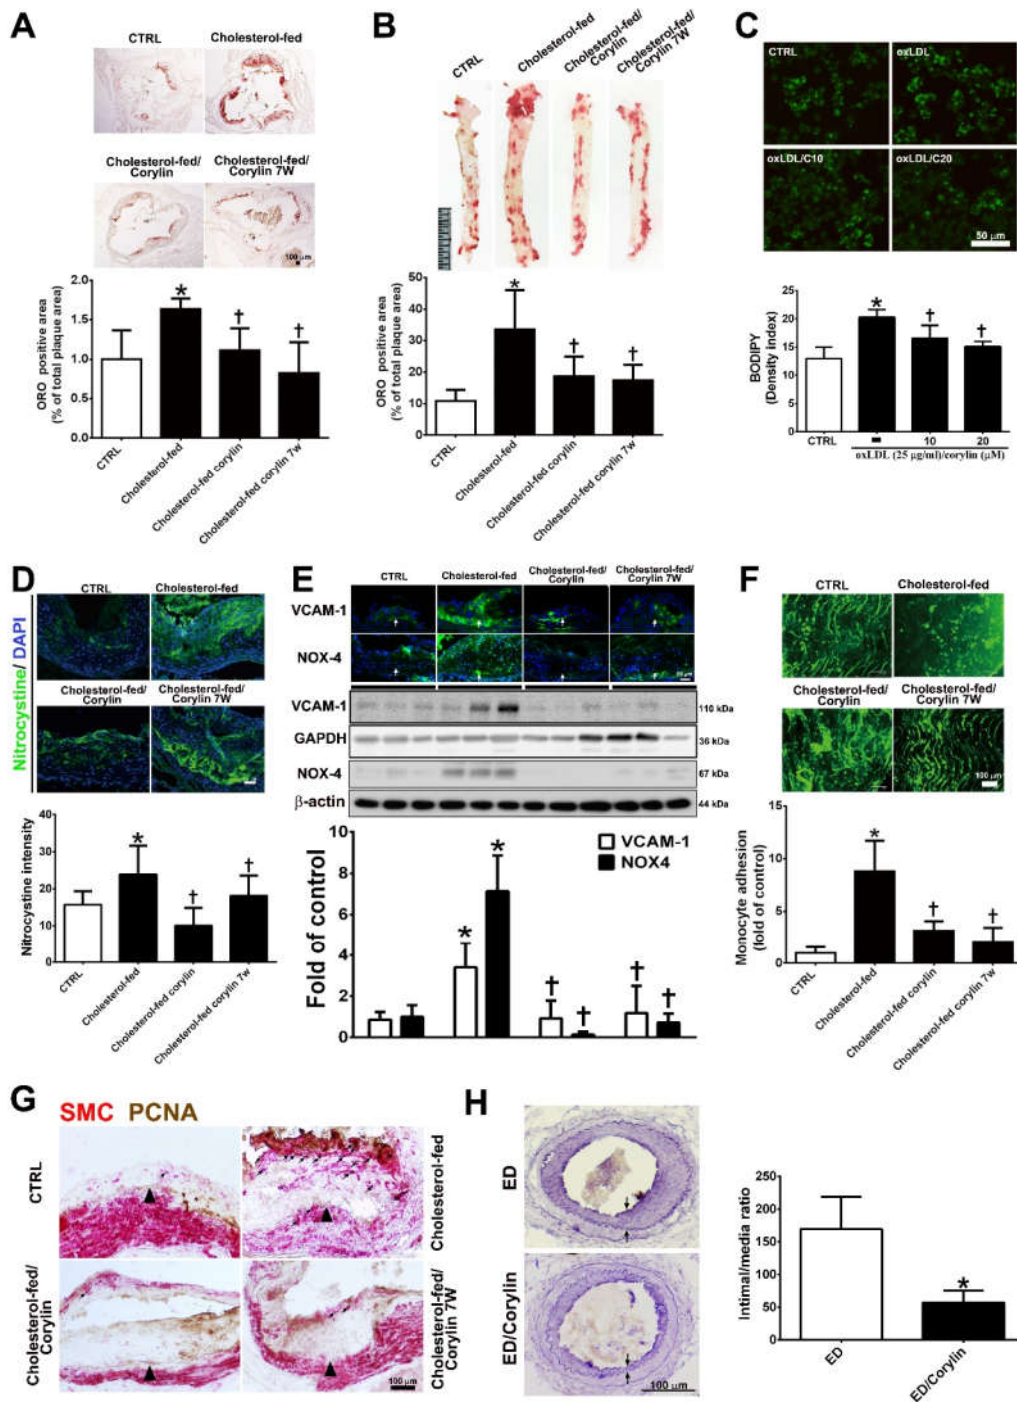 A
CTRL
Cholesterol-fed
Cholesterol-fed/
Corylin
Cholesterol-fed/
Corylin 7W
100 μm
ORO positive area
(% of total plaque area)
2.0
1.5
1.0
0.5
0.0
*
†
†
CTRL
Cholesterol-fed
Cholesterol-fed corylin
Cholesterol-fed corylin 7w
B
CTRL
Cholesterol-fed
Cholesterol-fed/
Corylin
Cholesterol-fed/
Corylin 7W
ORO positive area
(% of total plaque area)
50
40
30
20
10
0
*
†
†
CTRL
Cholesterol-fed
Cholesterol-fed corylin
Cholesterol-fed corylin 7w
C
CTRL
oxLDL
oxLDL/C10
oxLDL/C20
50 μm
BODIPY
(Density index)
25
20
15
10
5
0
*
†
†
CTRL
-
10
20
oxLDL (25 μg/ml)/corylin (μM)
D
Nitrocystine/ DAPI
CTRL
Cholesterol-fed
Cholesterol-fed/
Corylin
Cholesterol-fed/
Corylin 7W
Nitrocystine intensity
40
30
20
10
0
*
†
†
CTRL
Cholesterol-fed
Cholesterol-fed corylin
Cholesterol-fed corylin 7w
E
CTRL
Cholesterol-fed
Cholesterol-fed/
Corylin
Cholesterol-fed/
Corylin 7W
VCAM-1
NOX-4
VCAM-1
110 kDa
GAPDH
36 kDa
NOX-4
67 kDa
β-actin
44 kDa
Fold of control
10
8
6
4
2
0
VCAM-1
NOX4
*
*
†
†
†
†
F
CTRL
Cholesterol-fed
Cholesterol-fed/
Corylin
Cholesterol-fed/
Corylin 7W
100 μm
Monocyte adhesion
(fold of control)
15
10
5
0
*
†
†
CTRL
Cholesterol-fed
Cholesterol-fed corylin
Cholesterol-fed corylin 7w
G
SMC PCNA
CTRL
Cholesterol-fed
Cholesterol-fed/
Corylin
Cholesterol-fed/
Corylin 7W
100 μm
H
ED
ED/Corylin
100 μm
Intimal/media ratio
250
200
150
100
50
0
*
ED
ED/Corylin